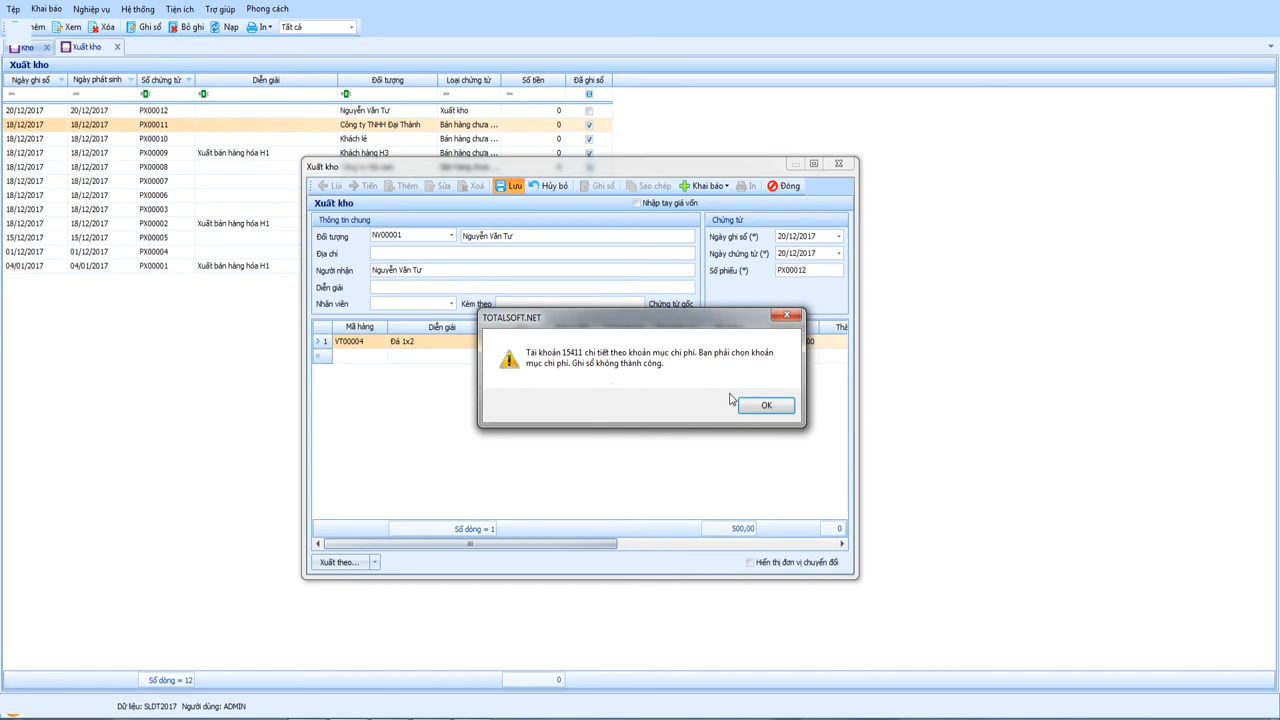 Tệp Khai báo Nghiệp vụ Hệ thống Tiện ích Trợ giúp Phong cách
Xem Xóa Ghi sổ Bỏ ghi Nạp In Tất cả
Kho Xuất kho
Xuất kho
Ngày ghi sổ Ngày phát sinh Số chứng từ Diễn giải Đối tượng Loại chứng từ Số tiền Đã ghi sổ
20/12/2017 20/12/2017 PX00012 Nguyễn Văn Tư Xuất kho 0
18/12/2017 18/12/2017 PX00011 Công ty TNHH Đại Thành Bán hàng chưa ... 0
18/12/2017 18/12/2017 PX00010 Khách lẻ Bán hàng chưa ... 0
18/12/2017 18/12/2017 PX00009 Xuất bán hàng hóa H1 Khách hàng H3 Bán hàng chưa ... 0
18/12/2017 18/12/2017 PX00008
18/12/2017 18/12/2017 PX00007
18/12/2017 18/12/2017 PX00006
18/12/2017 18/12/2017 PX00003
18/12/2017 18/12/2017 PX00002 Xuất bán hàng hóa H1
15/12/2017 15/12/2017 PX00005
01/12/2017 01/12/2017 PX00004
04/01/2017 04/01/2017 PX00001 Xuất bán hàng hóa H1
Xuất kho
Lùi Tiến Thêm Sửa Xoá Lưu Hủy bỏ Ghi sổ Sao chép Khai báo In Đóng
Xuất kho Nhập tay giá vốn
Thông tin chung Chứng từ
Đối tượng NV00001 Nguyễn Văn Tư Ngày ghi sổ (*) 20/12/2017
Địa chỉ Ngày chứng từ (*) 20/12/2017
Người nhận Nguyễn Văn Tư Số phiếu (*) PX00012
Diễn giải
Nhân viên Kèm theo Chứng từ gốc
TOTALSOFT.NET
Mã hàng Diễn giải Thà
1 VT00004 Đá 1x2 00
Tài khoản 15411 chi tiết theo khoản mục chi phí. Bạn phải chọn khoản
mục chi phí. Ghi sổ không thành công.
OK
Số dòng = 1 500,00 0
Xuất theo... Hiển thị đơn vị chuyển đổi
Số dòng = 12 0
Dữ liệu: SLDT2017 Người dùng: ADMIN